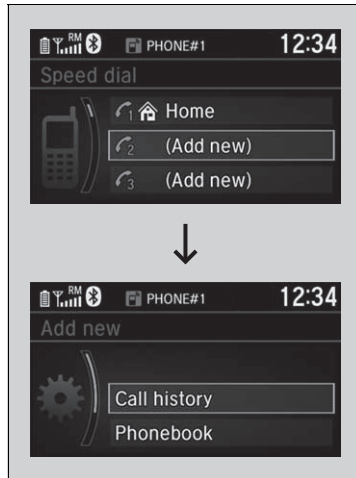 RM PHONE#1 12:34
Speed dial
1 Home
2 (Add new)
3 (Add new)
RM PHONE#1 12:34
Add new
Call history
Phonebook